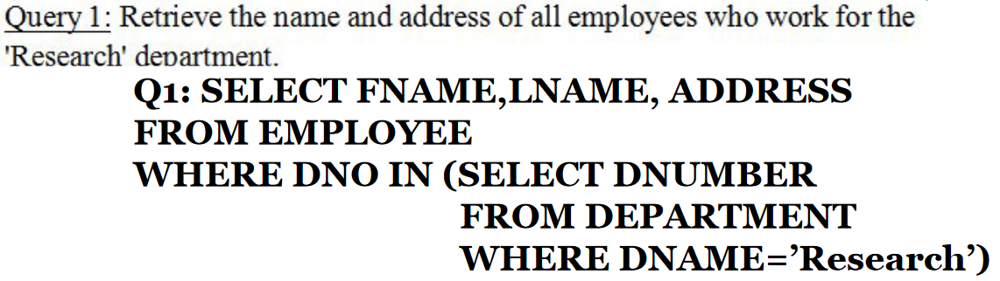 Query 1: Retrieve the name and address of all employees who work for the
'Research' department.
Q1: SELECT FNAME,LNAME, ADDRESS
FROM EMPLOYEE
WHERE DNO IN (SELECT DNUMBER
FROM DEPARTMENT
WHERE DNAME=’Research’)